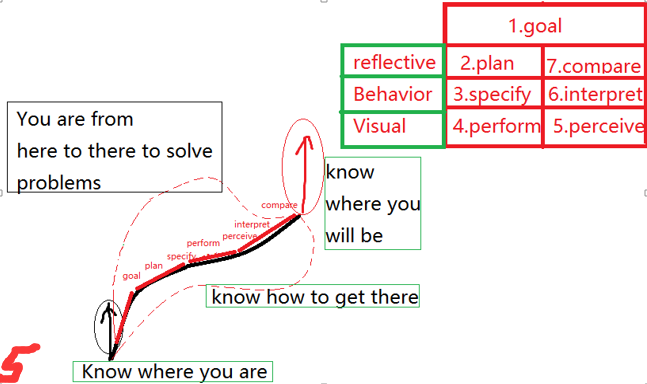 1.goal
reflective 2.plan 7.compare
Behavior 3.specify 6.interpret
Visual 4.perform 5.perceive
You are from
here to there to solve
problems
know
where you
will be
compare
interpret
perceive
perform
specify
plan
goal
know how to get there
Know where you are
5